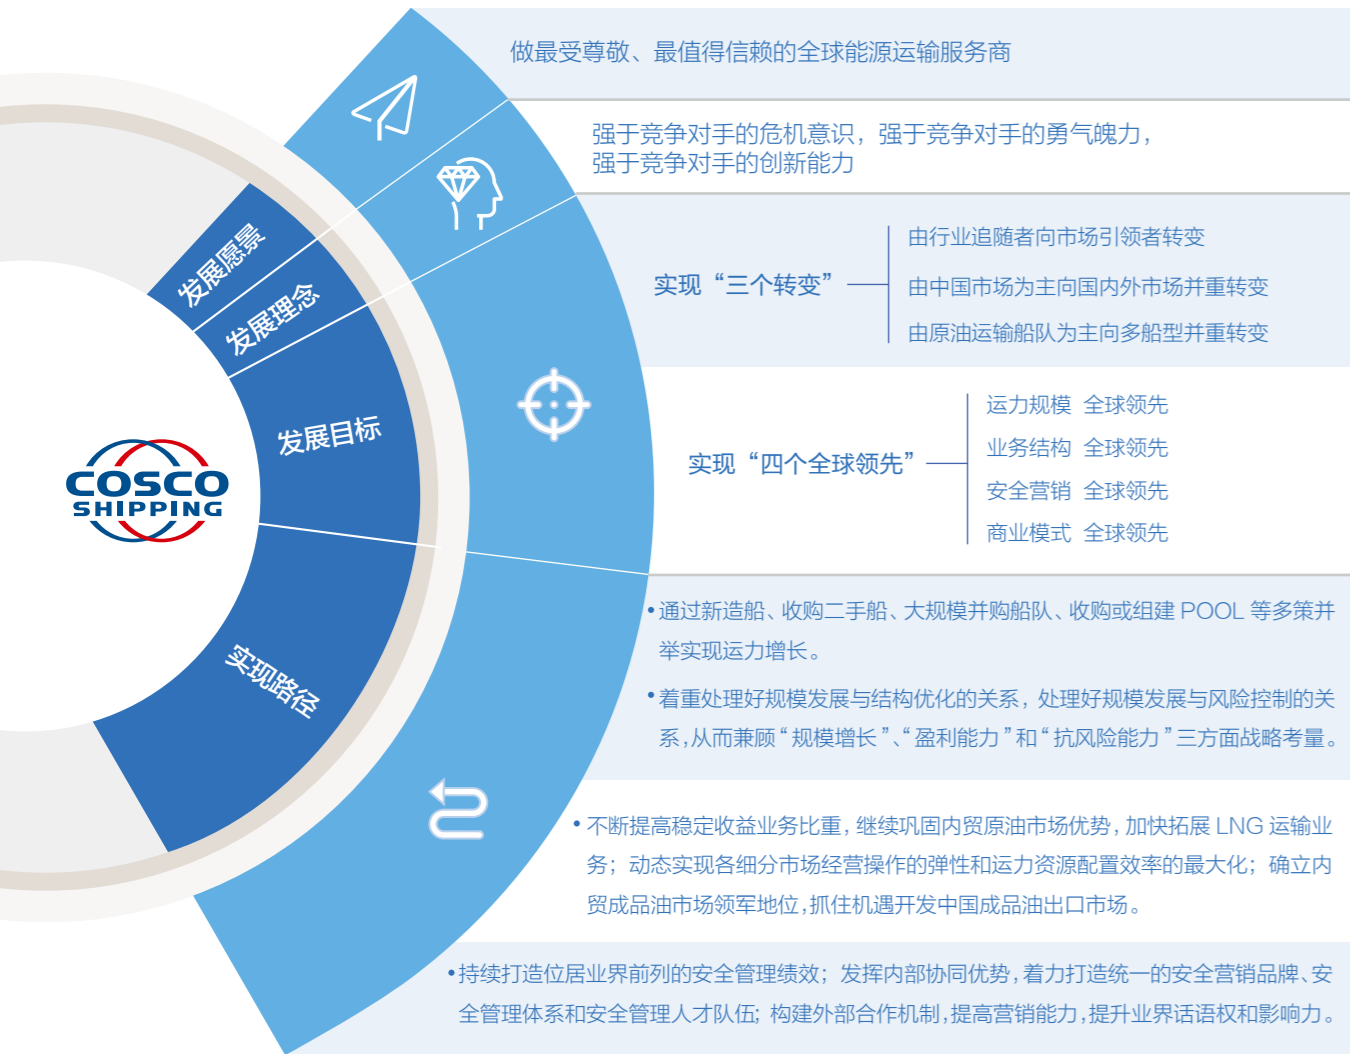 做最受尊敬、最值得信赖的全球能源运输服务商
强于竞争对手的危机意识，强于竞争对手的勇气魄力，
强于竞争对手的创新能力
发展愿景
发展理念
发展目标
实现路径
COSCO
SHIPPING
实现“三个转变”
由行业追随者向市场引领者转变
由中国市场为主向国内外市场并重转变
由原油运输船队为主向多船型并重转变
实现“四个全球领先”
运力规模 全球领先
业务结构 全球领先
安全营销 全球领先
商业模式 全球领先
•通过新造船、收购二手船、大规模并购船队、收购或组建 POOL 等多策并
举实现运力增长。
•着重处理好规模发展与结构优化的关系，处理好规模发展与风险控制的关
系，从而兼顾“规模增长”、“盈利能力”和“抗风险能力”三方面战略考量。
•不断提高稳定收益业务比重，继续巩固内贸原油市场优势，加快拓展 LNG 运输业
务；动态实现各细分市场经营操作的弹性和运力资源配置效率的最大化；确立内
贸成品油市场领军地位，抓住机遇开发中国成品油出口市场。
•持续打造位居业界前列的安全管理绩效；发挥内部协同优势，着力打造统一的安全营销品牌、安
全管理体系和安全管理人才队伍；构建外部合作机制，提高营销能力，提升业界话语权和影响力。